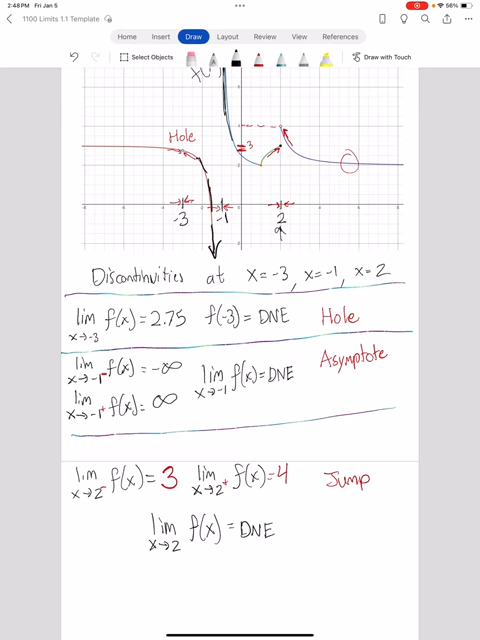 2:48 PM Fri Jan 5
56%
1100 Limits 1.1 Template
Home Insert Draw Layout Review View References
Select Objects
Draw with Touch
Hole
3
-3 -1 2
Discontinuities at x=-3, x=-1, x=2
lim x→-3 f(x) = 2.75 f(-3) = DNE Hole
lim x→-1⁻ f(x) = -∞ lim x→-1 f(x) = DNE Asymptote
lim x→-1⁺ f(x) = ∞
lim x→2⁻ f(x) = 3 lim x→2⁺ f(x) = 4 Jump
lim x→2 f(x) = DNE